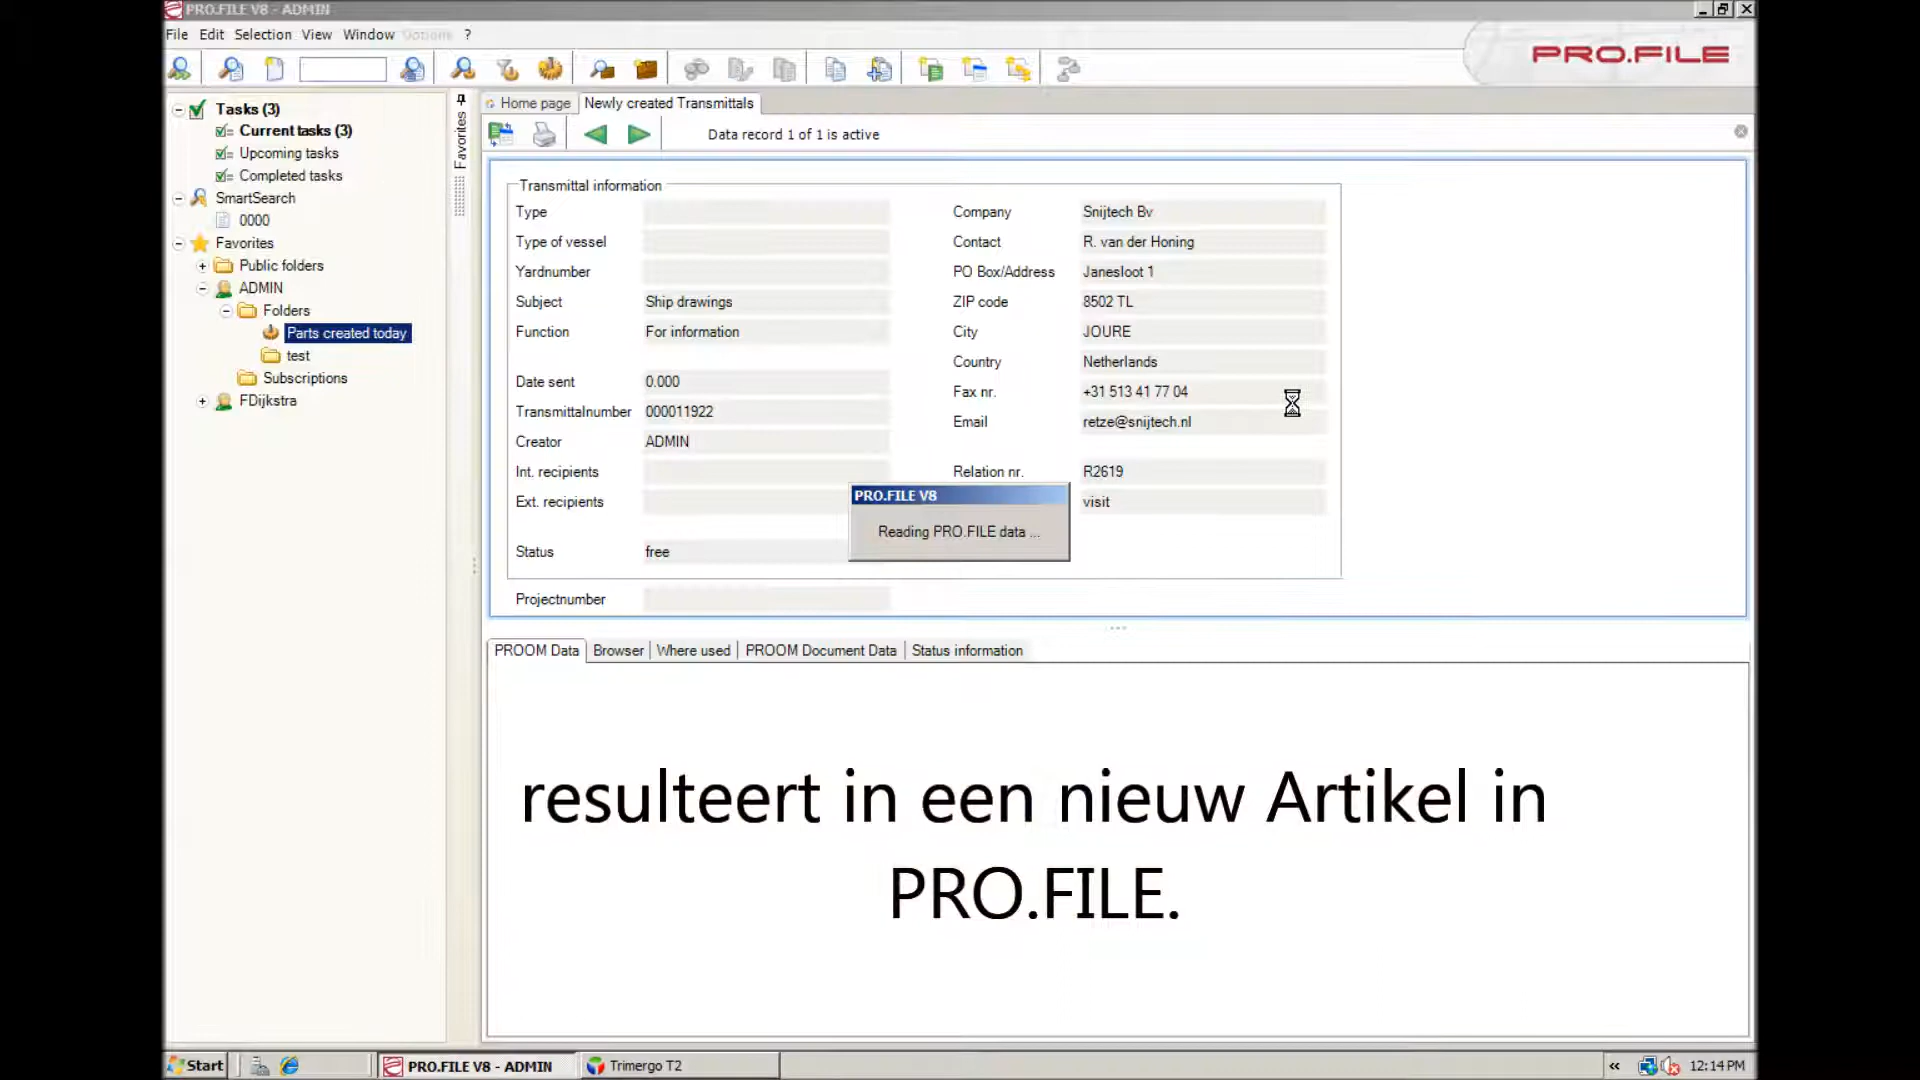 PRO.FILE V8 - ADMIN
File Edit Selection View Window Options ?
PRO.FILE
Tasks (3)
Current tasks (3)
Upcoming tasks
Completed tasks
SmartSearch
0000
Favorites
Public folders
ADMIN
Folders
Parts created today
test
Subscriptions
FDijkstra
Favorites
Home page Newly created Transmittals
Data record 1 of 1 is active
Transmittal information
Type
Type of vessel
Yardnumber
Subject Ship drawings
Function For information
Date sent 0.000
Transmittalnumber 000011922
Creator ADMIN
Int. recipients
Ext. recipients
Status free
Projectnumber
Company Snijtech Bv
Contact R. van der Honing
PO Box/Address Janesloot 1
ZIP code 8502 TL
City JOURE
Country Netherlands
Fax nr. +31 513 41 77 04
Email retze@snijtech.nl
Relation nr. R2619
visit
PRO.FILE V8
Reading PRO.FILE data ...
PROOM Data Browser Where used PROOM Document Data Status information
resulteert in een nieuw Artikel in
PRO.FILE.
Start PRO.FILE V8 - ADMIN Trimergo T2 « 12:14 PM